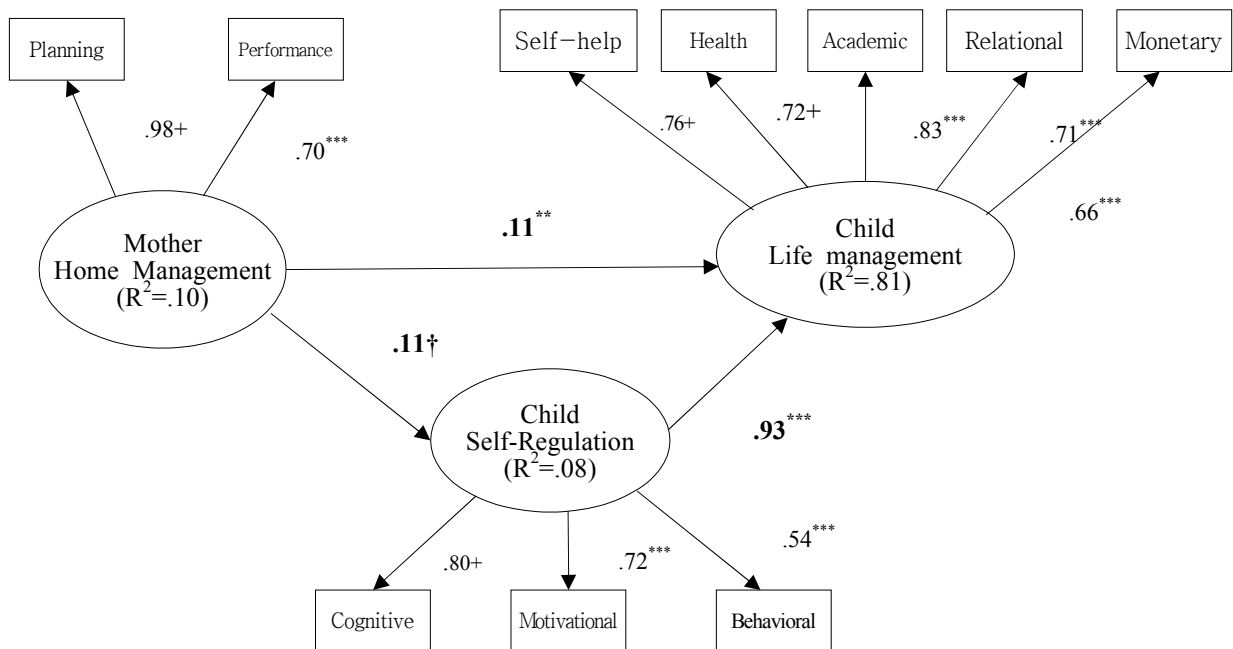 Planning
Performance
Self-help
Health
Academic
Relational
Monetary
.98+
.70***
.76+
.72+
.83***
.71***
.66***
Mother
Home Management
(R²=.10)
.11**
Child
Life management
(R²=.81)
.11†
Child
Self-Regulation
(R²=.08)
.93***
.80+
.72***
.54***
Cognitive
Motivational
Behavioral